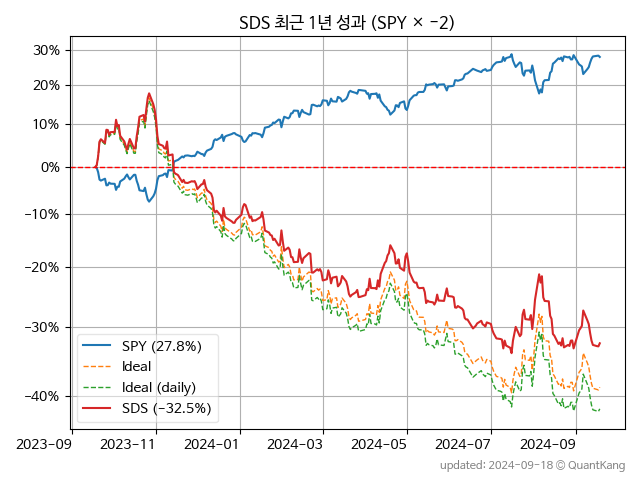 SDS 최근 1년 성과 (SPY × −2)
30%
20%
10%
0%
−10%
−20%
−30%
−40%
SPY (27.8%)
Ideal
Ideal (daily)
SDS (−32.5%)
2023-09 2023-11 2024-01 2024-03 2024-05 2024-07 2024-09
updated: 2024-09-18 © QuantKang